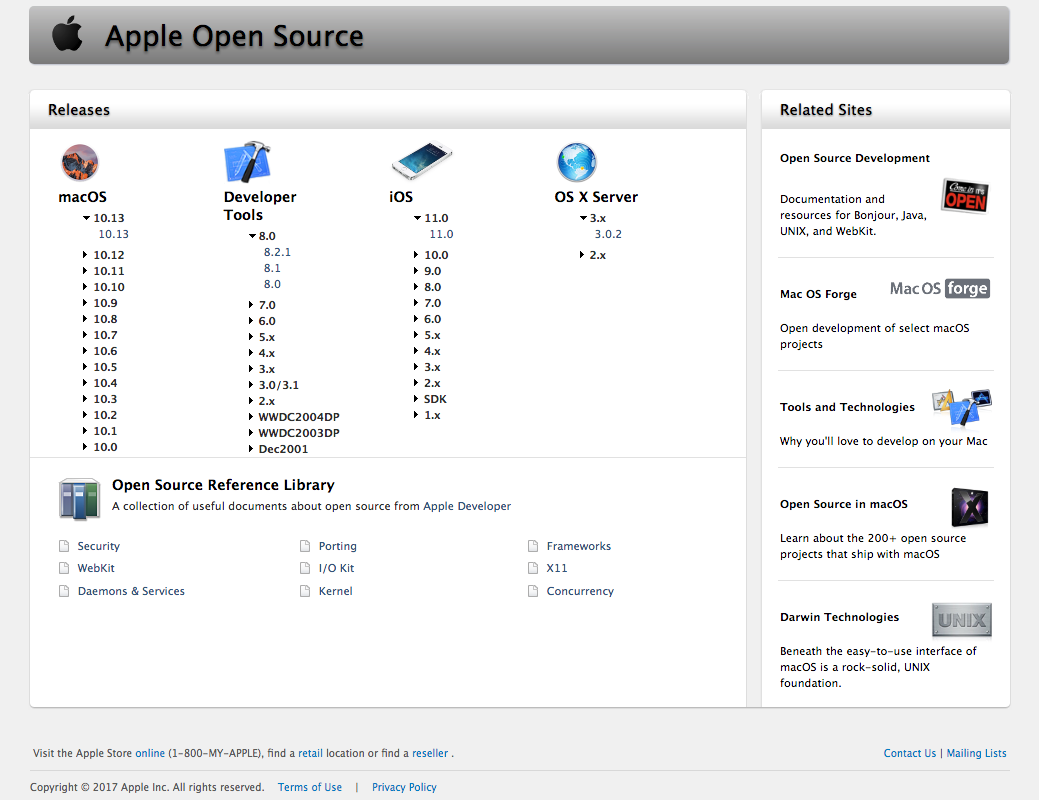 Apple Open Source
Releases
macOS
10.13
10.13
10.12
10.11
10.10
10.9
10.8
10.7
10.6
10.5
10.4
10.3
10.2
10.1
10.0
Developer
Tools
8.0
8.2.1
8.1
8.0
7.0
6.0
5.x
4.x
3.x
3.0/3.1
2.x
WWDC2004DP
WWDC2003DP
Dec2001
iOS
11.0
11.0
10.0
9.0
8.0
7.0
6.0
5.x
4.x
3.x
2.x
SDK
1.x
OS X Server
3.x
3.0.2
2.x
Open Source Reference Library
A collection of useful documents about open source from Apple Developer
Security
WebKit
Daemons & Services
Porting
I/O Kit
Kernel
Frameworks
X11
Concurrency
Related Sites
Open Source Development
Come in IT'S
OPEN
Documentation and
resources for Bonjour, Java,
UNIX, and WebKit.
Mac OS Forge
Mac OS forge
Open development of select macOS
projects
Tools and Technologies
Why you'll love to develop on your Mac
Open Source in macOS
X
Learn about the 200+ open source
projects that ship with macOS
Darwin Technologies
UNIX
Beneath the easy-to-use interface of
macOS is a rock-solid, UNIX
foundation.
Visit the Apple Store online (1-800-MY-APPLE), find a retail location or find a reseller .
Contact Us | Mailing Lists
Copyright © 2017 Apple Inc. All rights reserved. Terms of Use | Privacy Policy